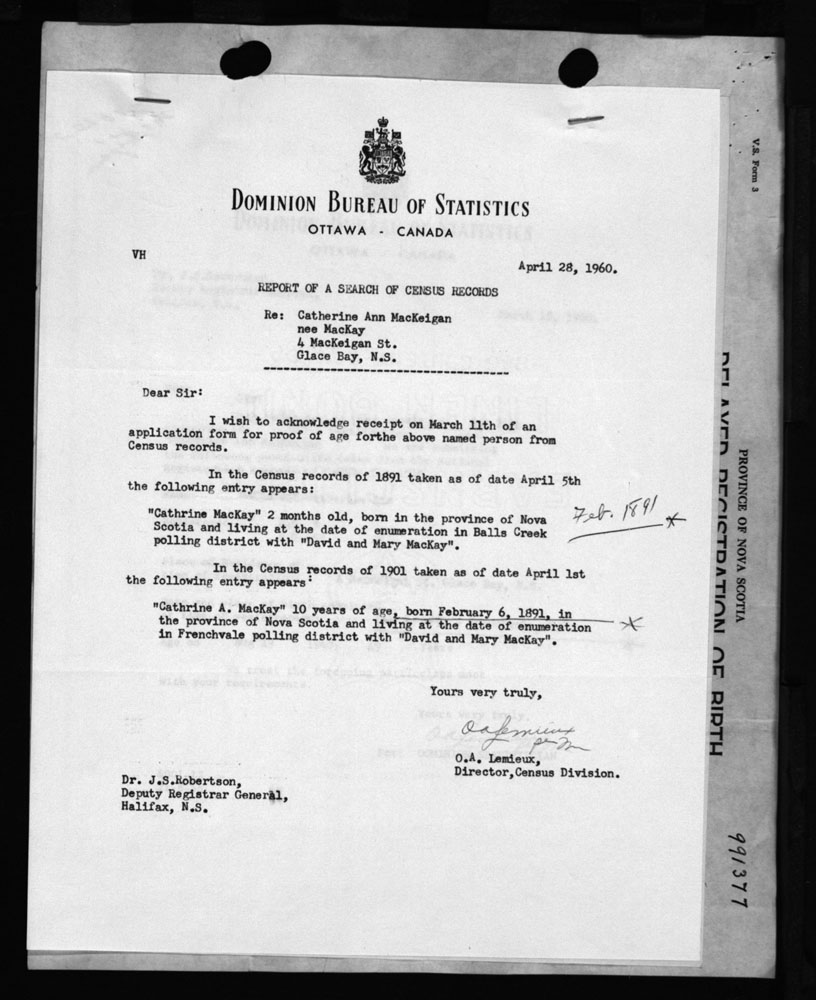 DOMINION BUREAU OF STATISTICS
OTTAWA - CANADA
VH
April 28, 1960.
REPORT OF A SEARCH OF CENSUS RECORDS
Re: Catherine Ann MacKeigan
nee MacKay
4 MacKeigan St.
Glace Bay, N.S.
Dear Sir:
I wish to acknowledge receipt on March 11th of an
application form for proof of age forthe above named person from
Census records.
In the Census records of 1891 taken as of date April 5th
the following entry appears:
"Cathrine MacKay" 2 months old, born in the province of Nova
Scotia and living at the date of enumeration in Balls Creek
polling district with "David and Mary MacKay".
Feb. 1891
In the Census records of 1901 taken as of date April 1st
the following entry appears:
"Cathrine A. MacKay" 10 years of age, born February 6, 1891, in
the province of Nova Scotia and living at the date of enumeration
in Frenchvale polling district with "David and Mary MacKay".
Yours very truly,
OA Lemieux
O.A. Lemieux,
Director,Census Division.
Dr. J.S.Robertson,
Deputy Registrar General,
Halifax, N.S.
V.S. Form 3
PROVINCE OF NOVA SCOTIA
DELAYED REGISTRATION OF BIRTH
991377